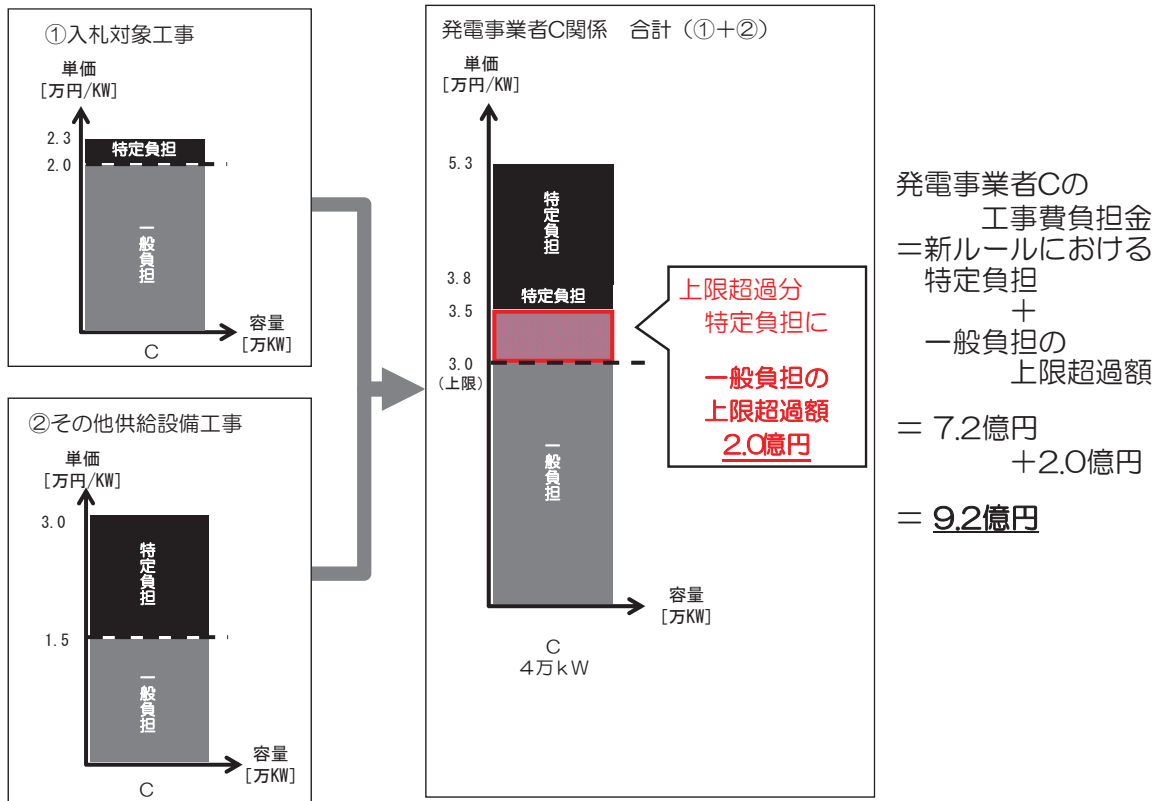 ①入札対象工事
単価
[万円/KW]
2.3
2.0
特定負担
一般負担
容量
[万KW]
C
②その他供給設備工事
単価
[万円/KW]
3.0
1.5
特定負担
一般負担
容量
[万KW]
C
発電事業者C関係 合計(①+②)
単価
[万円/KW]
5.3
特定負担
3.8
特定負担
3.5
3.0
(上限)
一般負担
容量
[万KW]
C
4万kW
上限超過分
特定負担に
一般負担の
上限超過額
2.0億円
発電事業者Cの
工事費負担金
=新ルールにおける
特定負担
+
一般負担の
上限超過額
= 7.2億円
+2.0億円
= 9.2億円